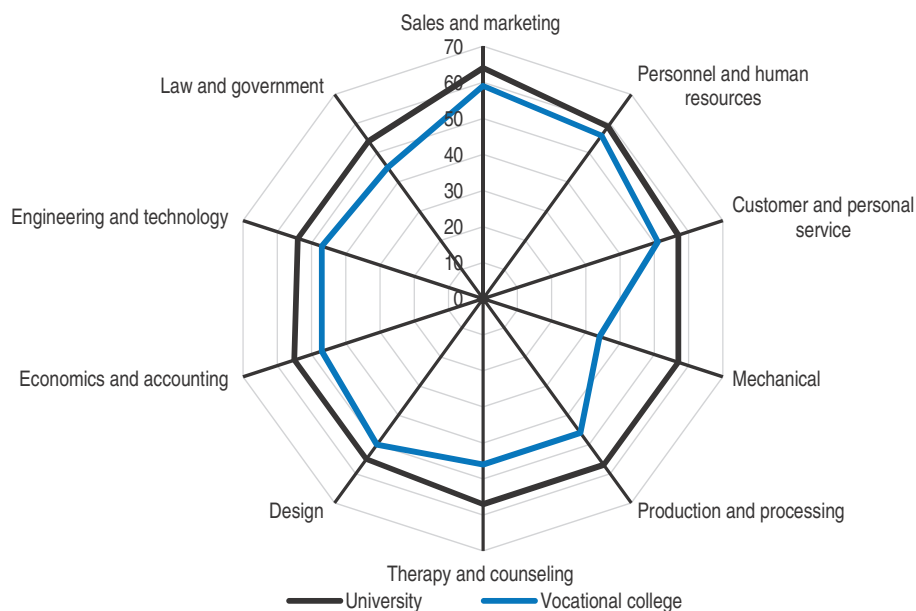 Sales and marketing
70
60
50
40
30
20
10
0
Personnel and human
resources
Customer and personal
service
Mechanical
Production and processing
Therapy and counseling
Design
Economics and accounting
Engineering and technology
Law and government
University
Vocational college